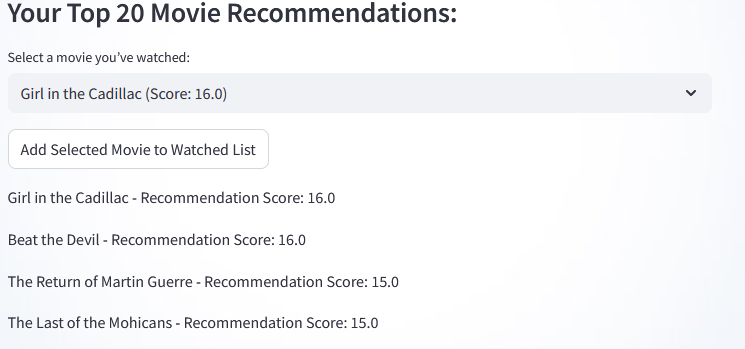 Your Top 20 Movie Recommendations:
Select a movie you’ve watched:
Girl in the Cadillac (Score: 16.0)
Add Selected Movie to Watched List
Girl in the Cadillac - Recommendation Score: 16.0
Beat the Devil - Recommendation Score: 16.0
The Return of Martin Guerre - Recommendation Score: 15.0
The Last of the Mohicans - Recommendation Score: 15.0